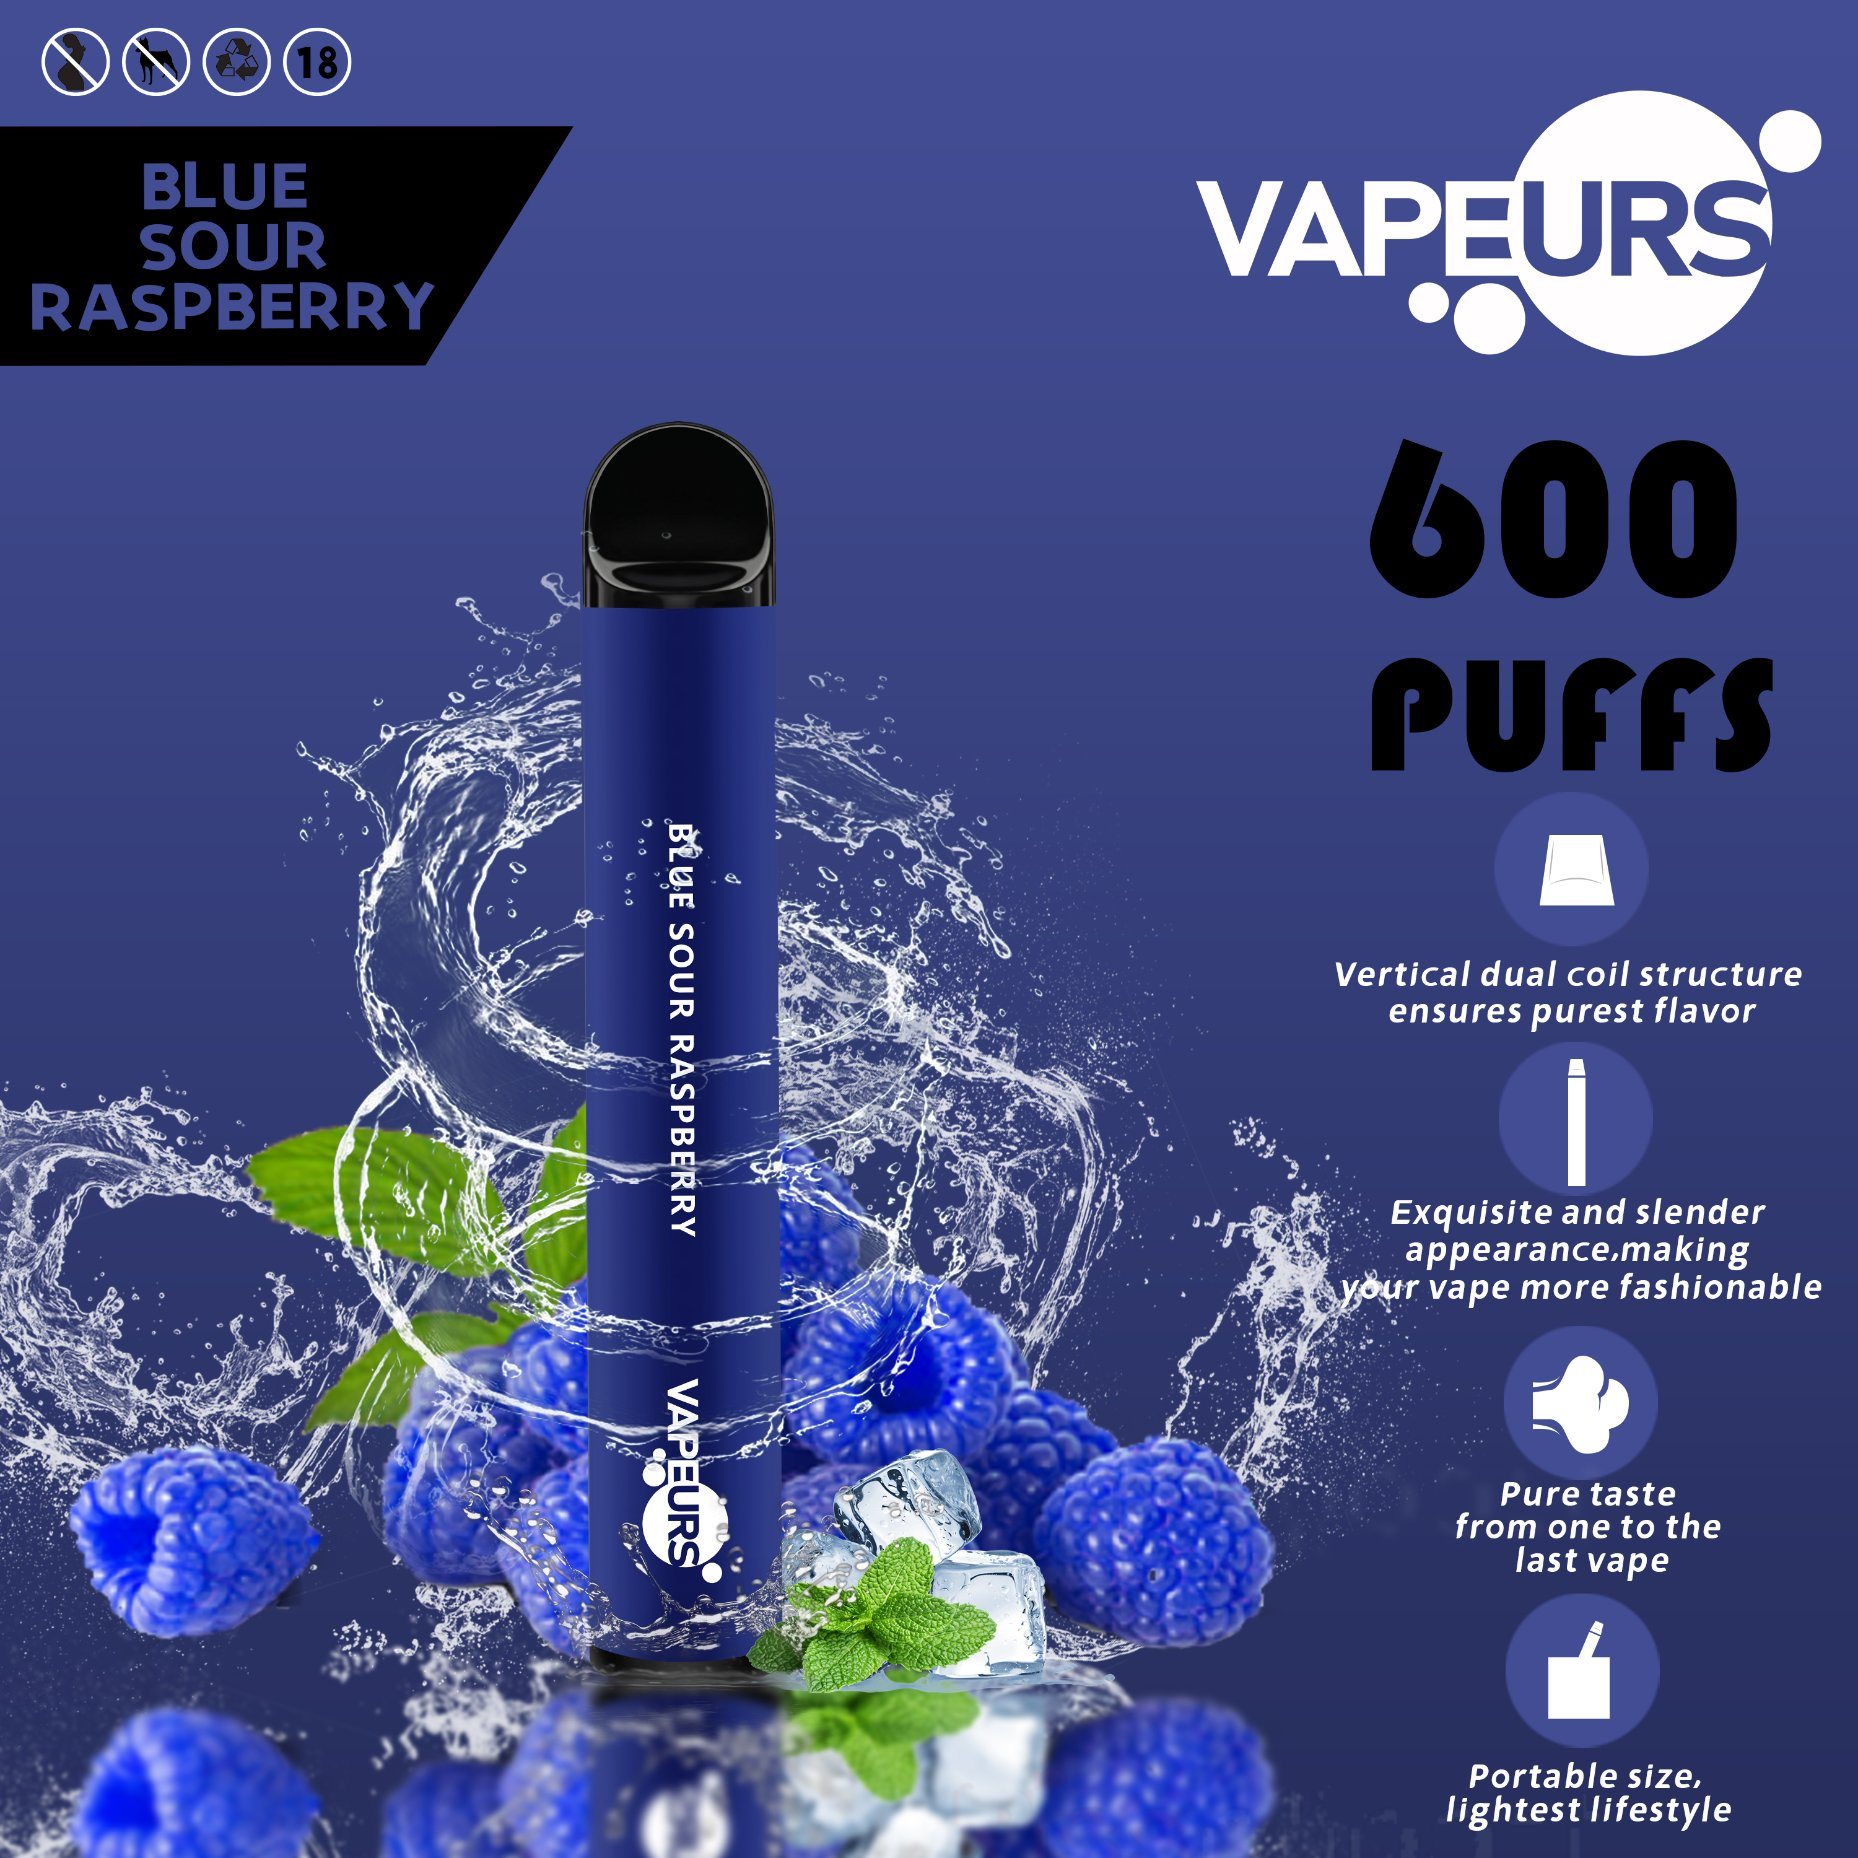 18
BLUE
SOUR
RASPBERRY
VAPEURS
600
PUFFS
BLUE SOUR RASPBERRY
VAPEURS
Vertical dual coil structure
ensures purest flavor
Exquisite and slender
appearance,making
your vape more fashionable
Pure taste
from one to the
last vape
Portable size,
lightest lifestyle